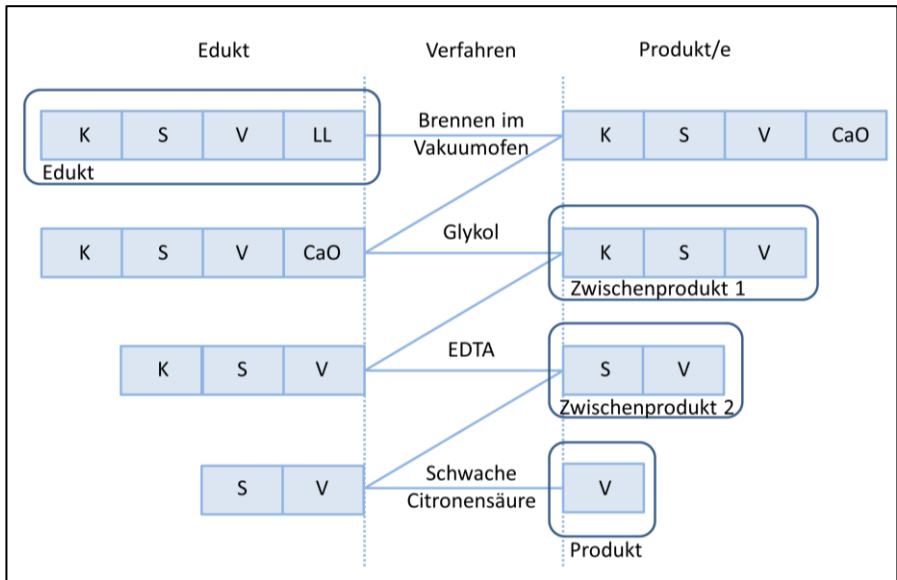 Edukt Verfahren Produkt/e
K S V LL Brennen im Vakuumofen K S V CaO
Edukt
K S V CaO Glykol K S V
Zwischenprodukt 1
K S V EDTA S V
Zwischenprodukt 2
S V Schwache Citronensäure V
Produkt